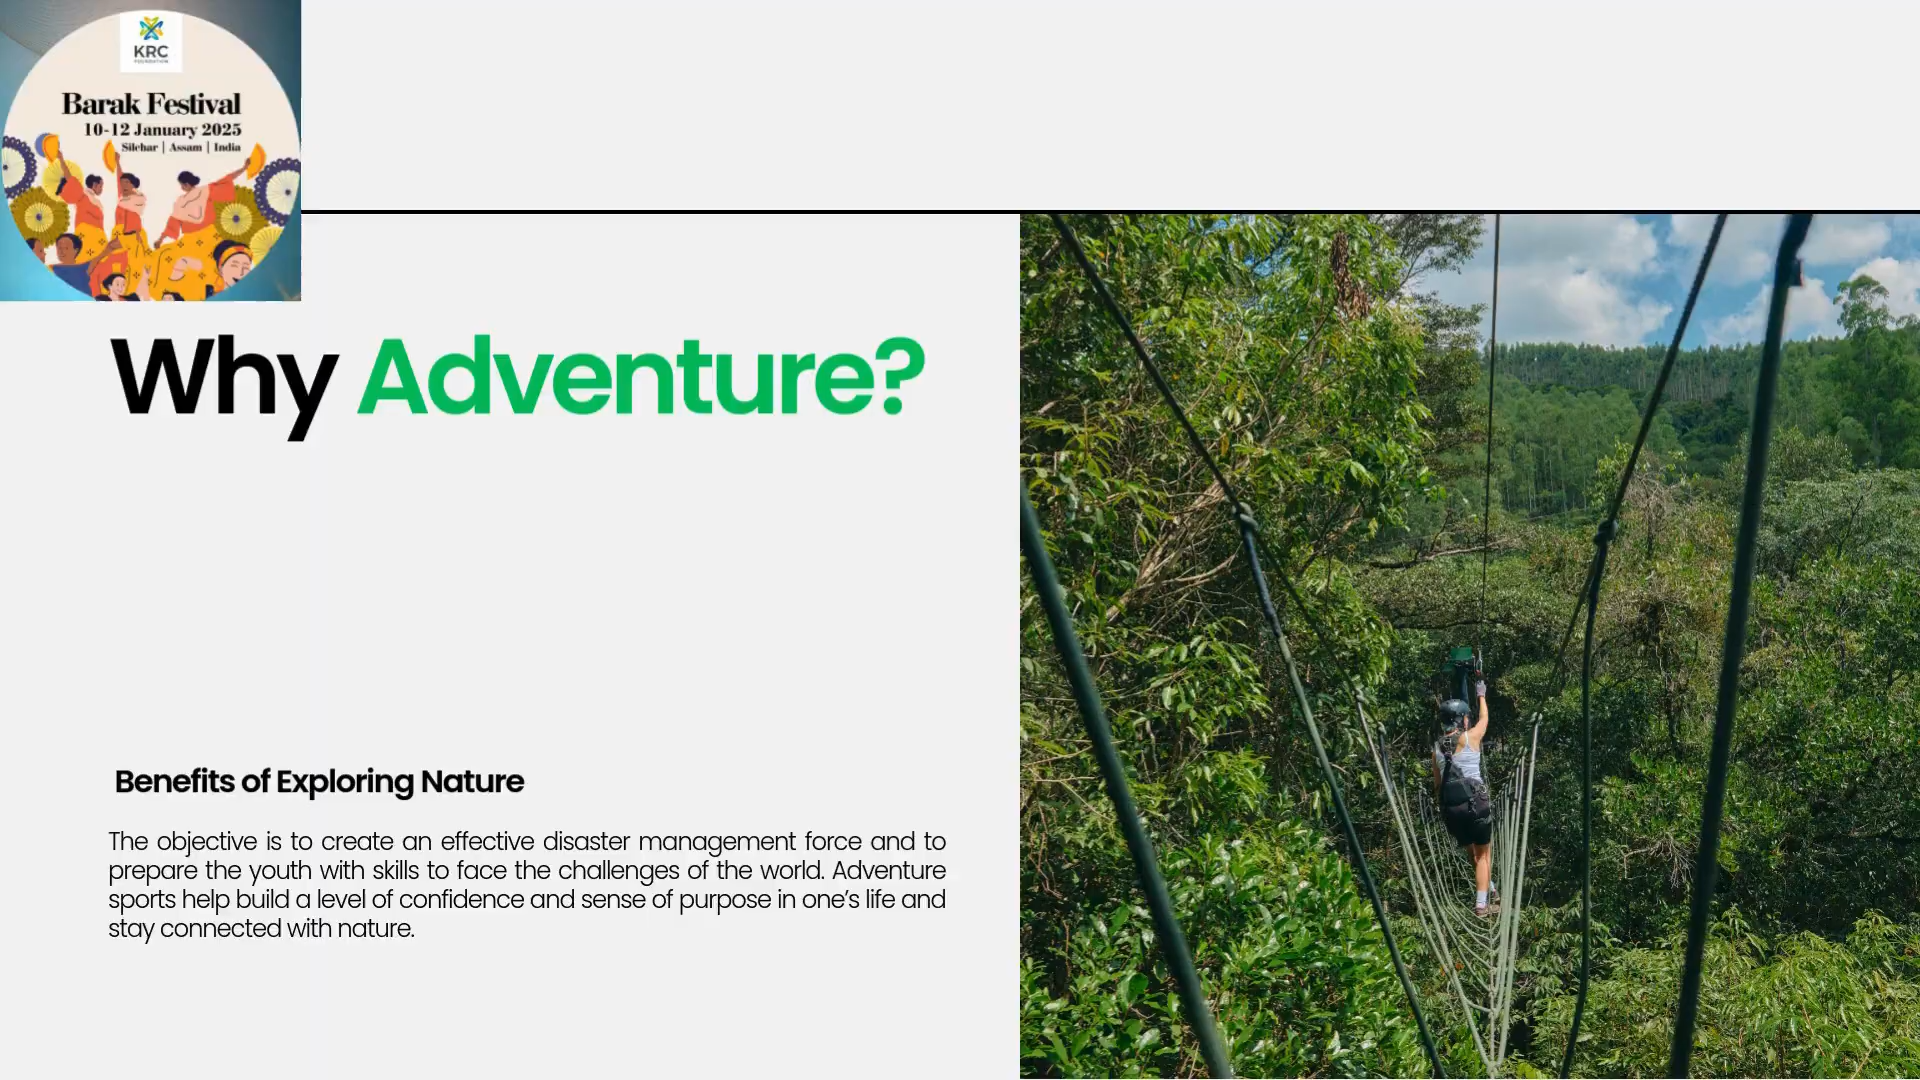 KRC
FOUNDATION
Barak Festival
10-12 January 2025
Silchar | Assam | India
Why Adventure?
Benefits of Exploring Nature
The objective is to create an effective disaster management force and to
prepare the youth with skills to face the challenges of the world. Adventure
sports help build a level of confidence and sense of purpose in one’s life and
stay connected with nature.